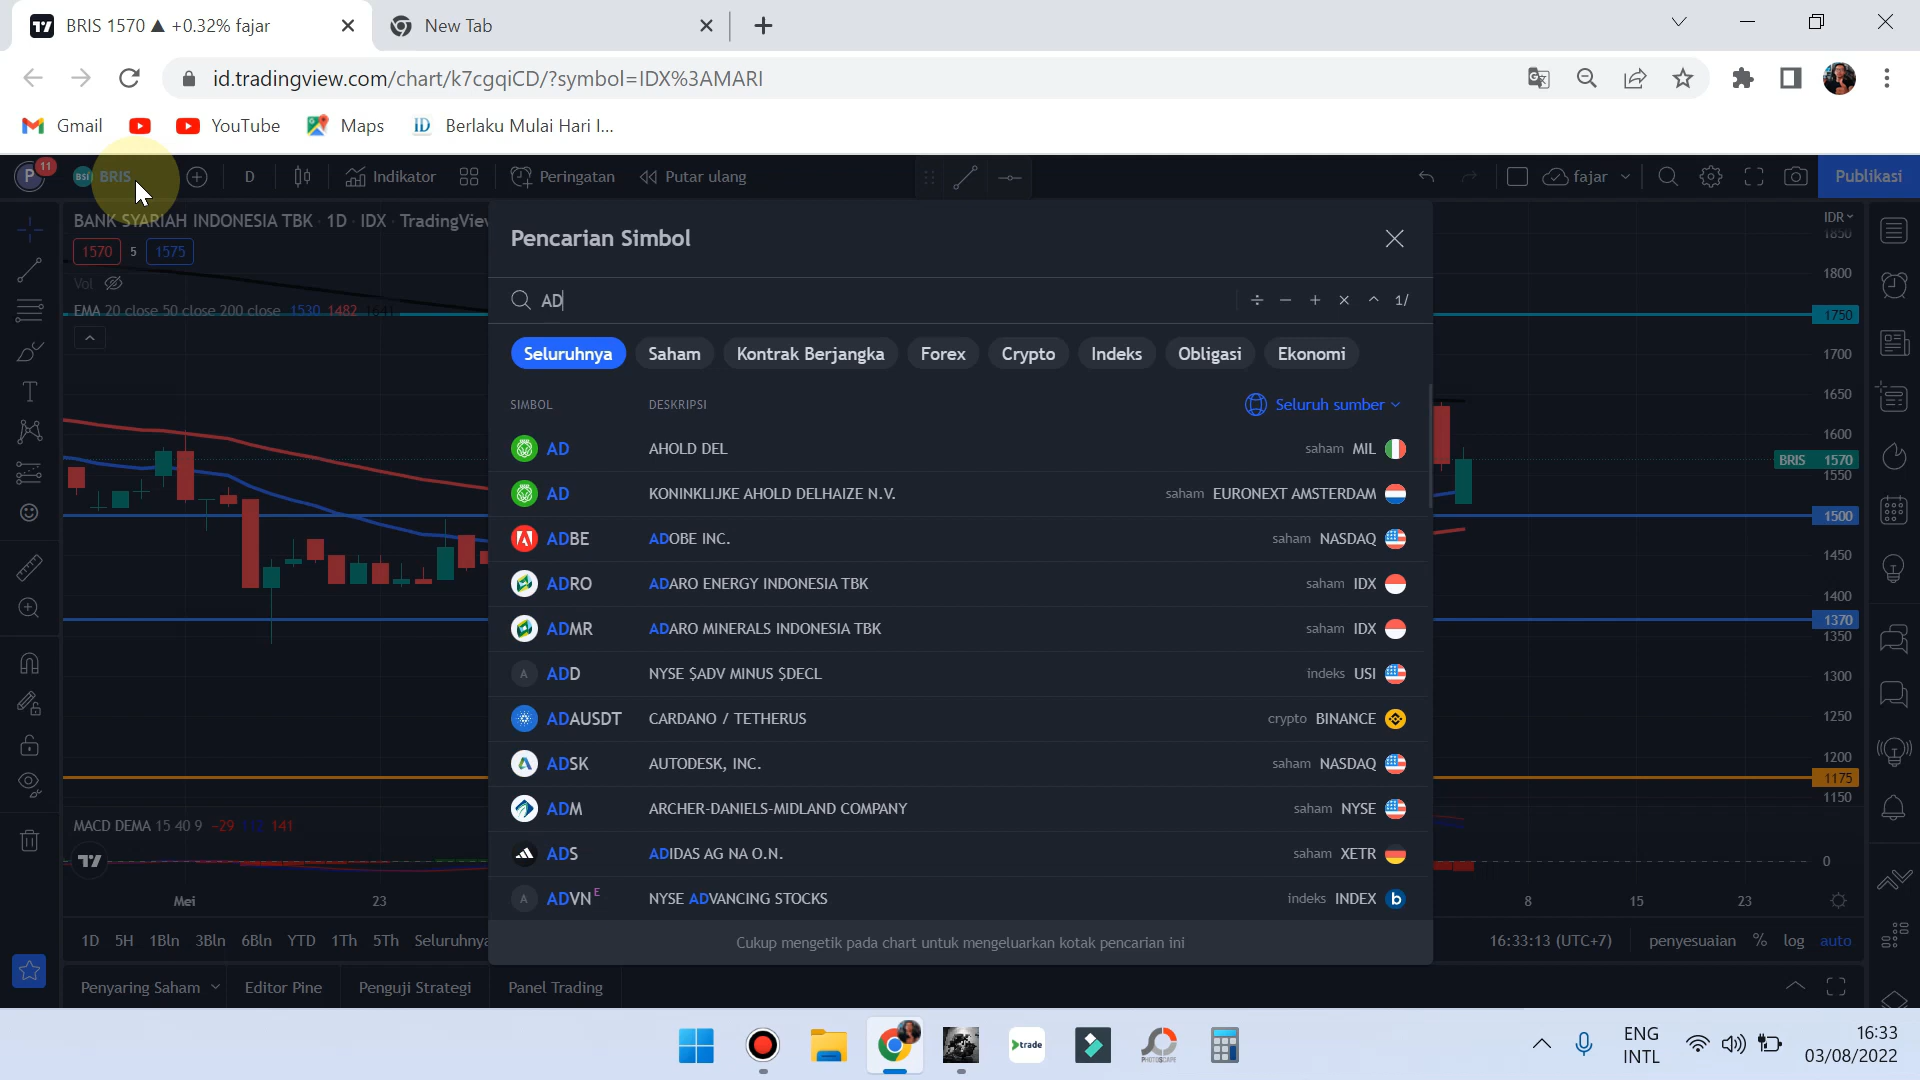 BRIS 1570 ▲ +0.32% fajar
New Tab
id.tradingview.com/chart/k7cgqiCD/?symbol=IDX%3AMARI
Gmail
YouTube
Maps
Berlaku Mulai Hari I...
P 11
BSI BRIS
D
Indikator
Peringatan
Putar ulang
fajar
Publikasi
BANK SYARIAH INDONESIA TBK · 1D · IDX · TradingView
1570 5 1575
Vol
EMA 20 close 50 close 200 close 1530 1482
Pencarian Simbol
AD
1/
Seluruhnya Saham Kontrak Berjangka Forex Crypto Indeks Obligasi Ekonomi
SIMBOL DESKRIPSI Seluruh sumber
AD AHOLD DEL saham MIL
AD KONINKLIJKE AHOLD DELHAIZE N.V. saham EURONEXT AMSTERDAM
ADBE ADOBE INC. saham NASDAQ
ADRO ADARO ENERGY INDONESIA TBK saham IDX
ADMR ADARO MINERALS INDONESIA TBK saham IDX
A ADD NYSE $ADV MINUS $DECL indeks USI
ADAUSDT CARDANO / TETHERUS crypto BINANCE
ADSK AUTODESK, INC. saham NASDAQ
ADM ARCHER-DANIELS-MIDLAND COMPANY saham NYSE
ADS ADIDAS AG NA O.N. saham XETR
A ADVN E NYSE ADVANCING STOCKS indeks INDEX b
Cukup mengetik pada chart untuk mengeluarkan kotak pencarian ini
IDR
1850
1800
1750
1700
1650
1600
BRIS 1570
1550
1500
1450
1400
1370
1350
1300
1250
1200
1175
1150
0
MACD DEMA 15 40 9 -29 112 141
Mei 23 8 15 23
1D 5H 1Bln 3Bln 6Bln YTD 1Th 5Th Seluruhnya
16:33:13 (UTC+7) penyesuaian % log auto
Penyaring Saham Editor Pine Penguji Strategi Panel Trading
trade
PHOTOSCAPE
ENG
INTL
16:33
03/08/2022